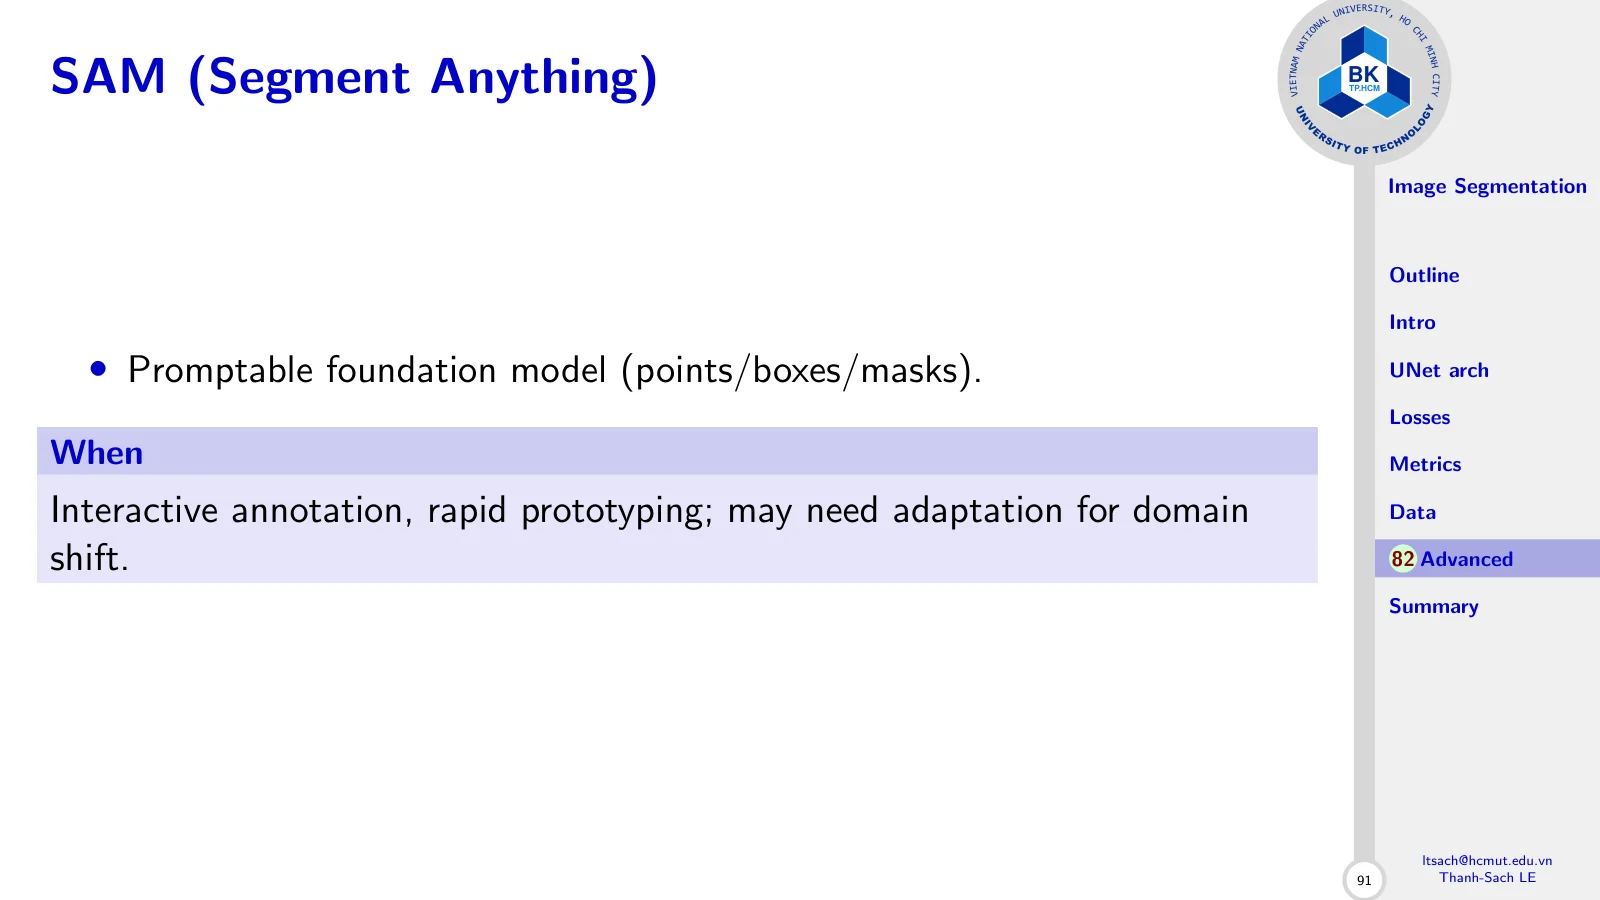 SAM (Segment Anything)
• Promptable foundation model (points/boxes/masks).
When
Interactive annotation, rapid prototyping; may need adaptation for domain
shift.
VIETNAM NATIONAL UNIVERSITY, HO CHI MINH CITY
BK
TP.HCM
UNIVERSITY OF TECHNOLOGY
Image Segmentation
Outline
Intro
UNet arch
Losses
Metrics
Data
82 Advanced
Summary
ltsach@hcmut.edu.vn
Thanh-Sach LE
91